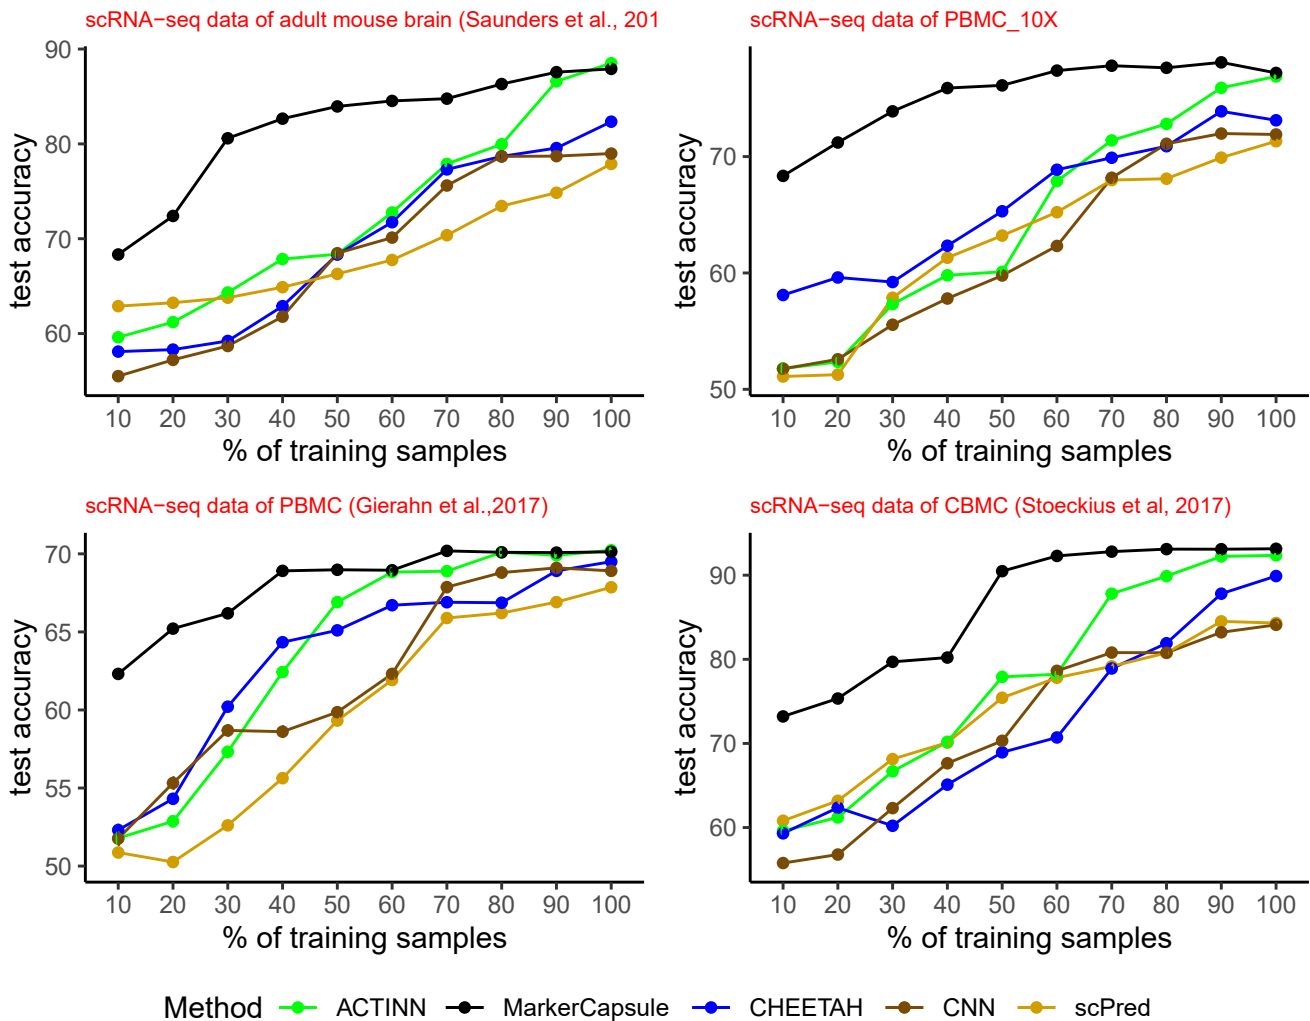 scRNA−seq data of adult mouse brain (Saunders et al., 201
90
80
70
60
test accuracy
10 20 30 40 50 60 70 80 90 100
% of training samples
scRNA−seq data of PBMC_10X
70
60
50
test accuracy
10 20 30 40 50 60 70 80 90 100
% of training samples
scRNA−seq data of PBMC (Gierahn et al.,2017)
70
65
60
55
50
test accuracy
10 20 30 40 50 60 70 80 90 100
% of training samples
scRNA−seq data of CBMC (Stoeckius et al, 2017)
90
80
70
60
test accuracy
10 20 30 40 50 60 70 80 90 100
% of training samples
Method ACTINN MarkerCapsule CHEETAH CNN scPred